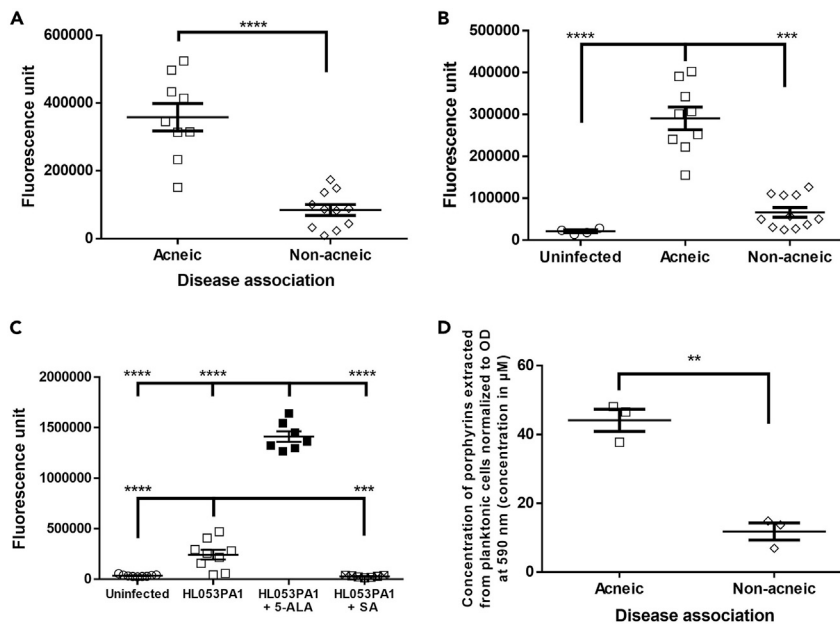 A
****
600000
400000
200000
0
Fluorescence unit
Acneic
Non-acneic
Disease association
B
****
***
500000
400000
300000
200000
100000
0
Fluorescence unit
Uninfected
Acneic
Non-acneic
C
****
****
****
****
***
2000000
1500000
1000000
500000
0
Fluorescence unit
Uninfected
HL053PA1
HL053PA1
+ 5-ALA
HL053PA1
+ SA
D
**
60
40
20
0
Concentration of porphyrins extracted
from planktonic cells normalized to OD
at 590 nm (concentration in µM)
Acneic
Non-acneic
Disease association